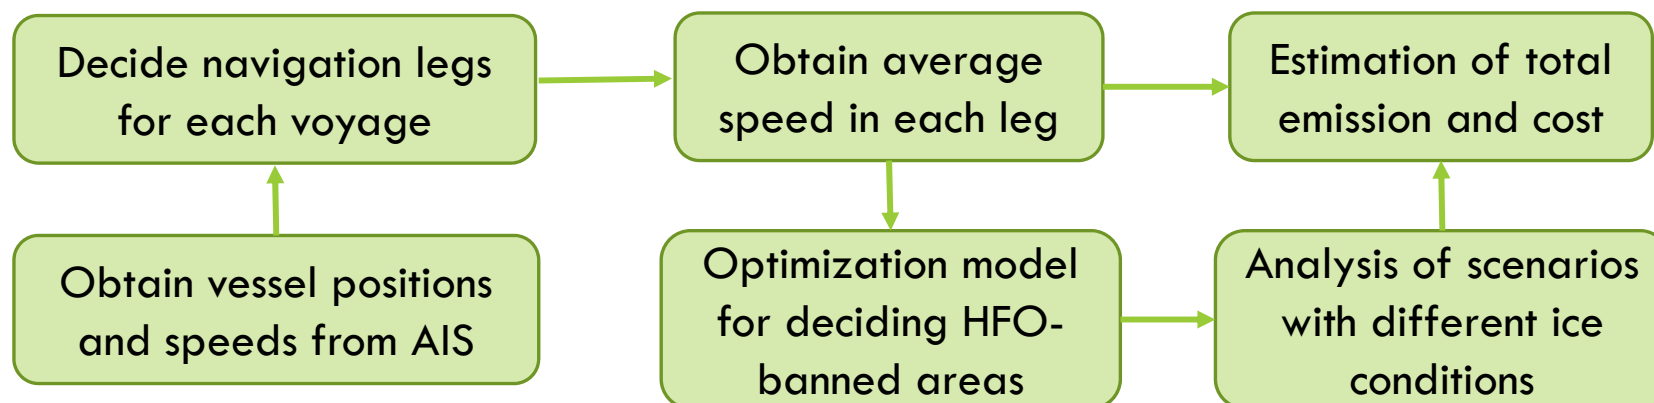 Decide navigation legs
for each voyage
Obtain average
speed in each leg
Estimation of total
emission and cost
Obtain vessel positions
and speeds from AIS
Optimization model
for deciding HFO-
banned areas
Analysis of scenarios
with different ice
conditions